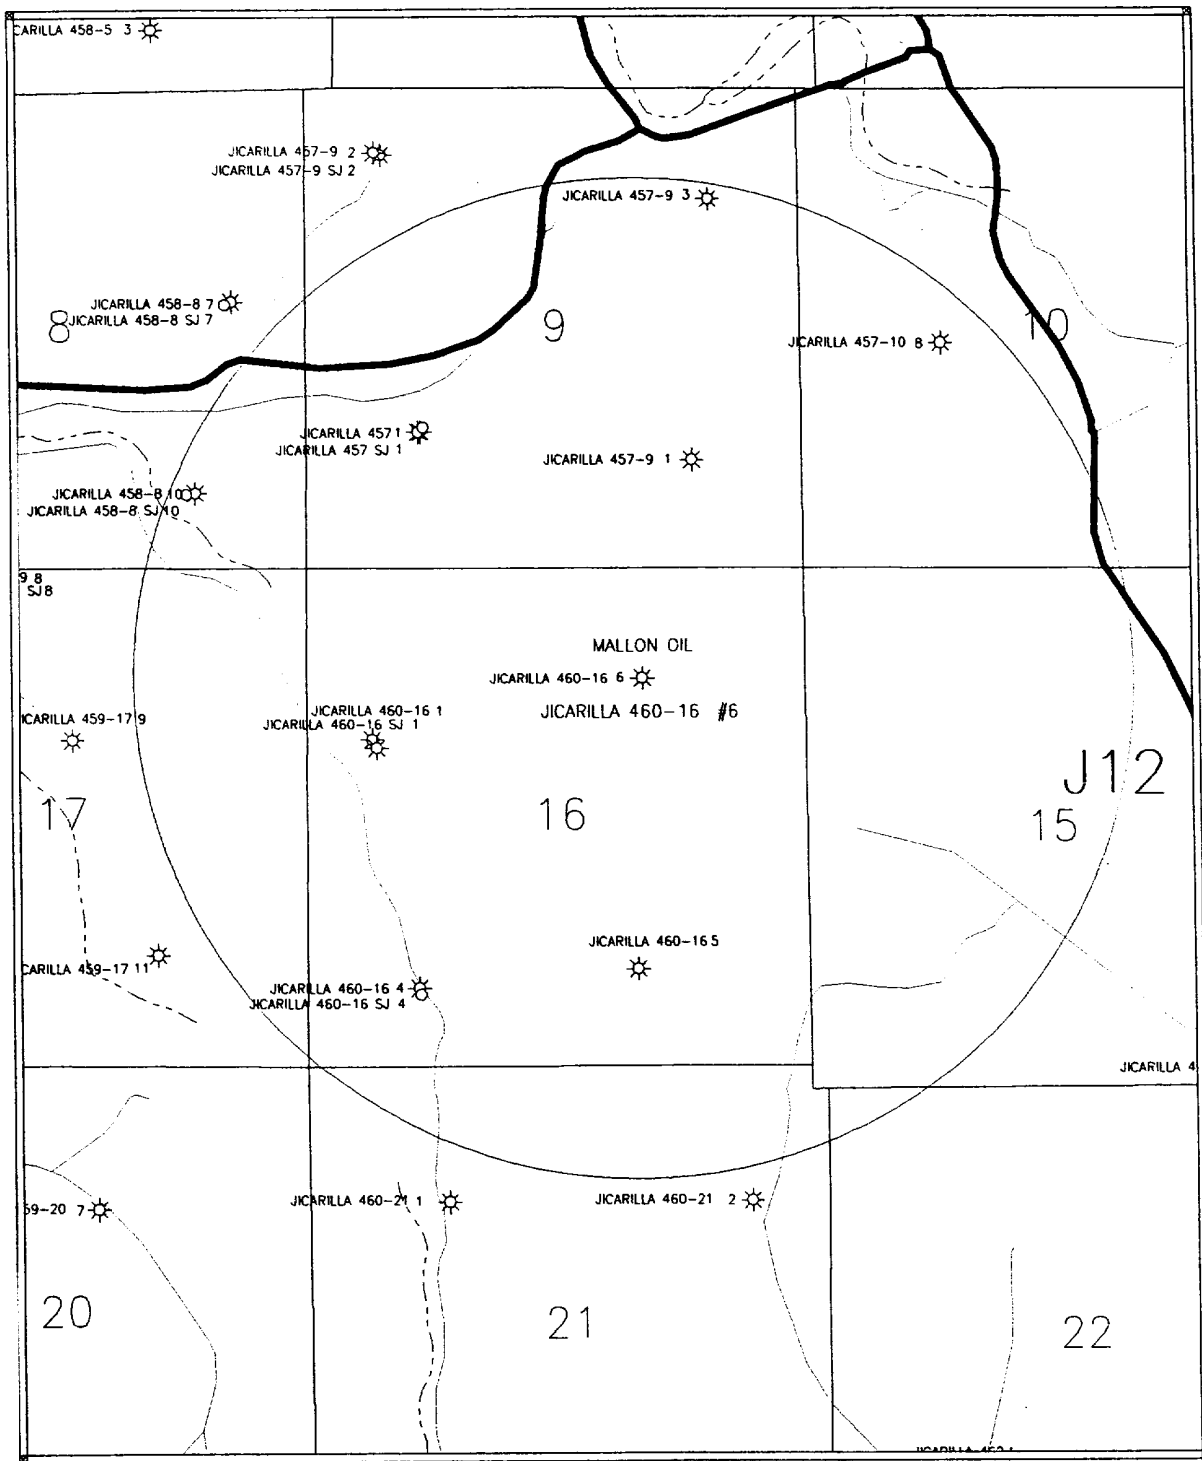 CARILLA 458-5 3
JICARILLA 457-9 2
JICARILLA 457-9 SJ 2
JICARILLA 457-9 3
JICARILLA 458-8 7
JICARILLA 458-8 SJ 7
8
9
10
JICARILLA 457-10 8
JICARILLA 457 1
JICARILLA 457 SJ 1
JICARILLA 457-9 1
JICARILLA 458-8 10
JICARILLA 458-8 SJ 10
9 8
SJ 8
MALLON OIL
JICARILLA 460-16 6
JICARILLA 460-16 #6
JICARILLA 460-16 1
JICARILLA 460-16 SJ 1
ICARILLA 459-17 9
J12
17
16
15
JICARILLA 460-16 5
CARILLA 459-17 11
JICARILLA 460-16 4
JICARILLA 460-16 SJ 4
JICARILLA 4
59-20 7
JICARILLA 460-21 1
JICARILLA 460-21 2
20
21
22